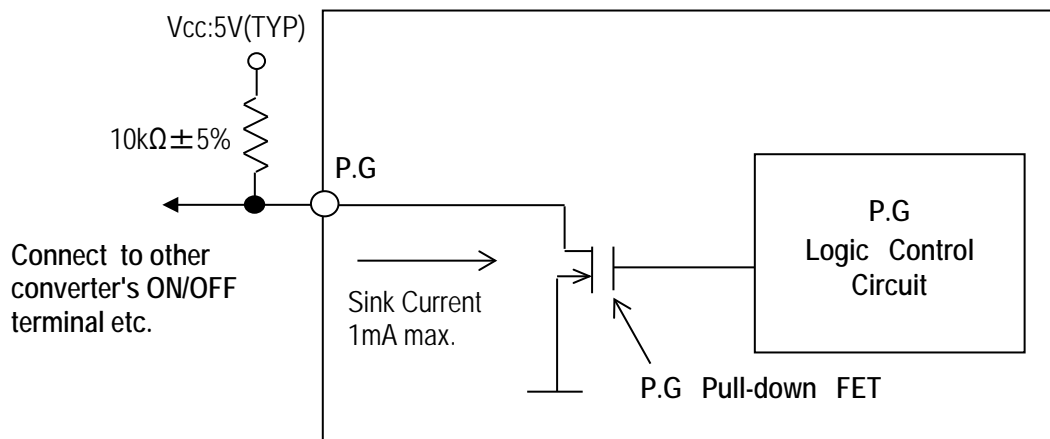 Vcc:5V(TYP)
10kΩ±5%
P.G
Connect to other
converter's ON/OFF
terminal etc.
Sink Current
1mA max.
P.G
Logic Control
Circuit
P.G Pull-down FET